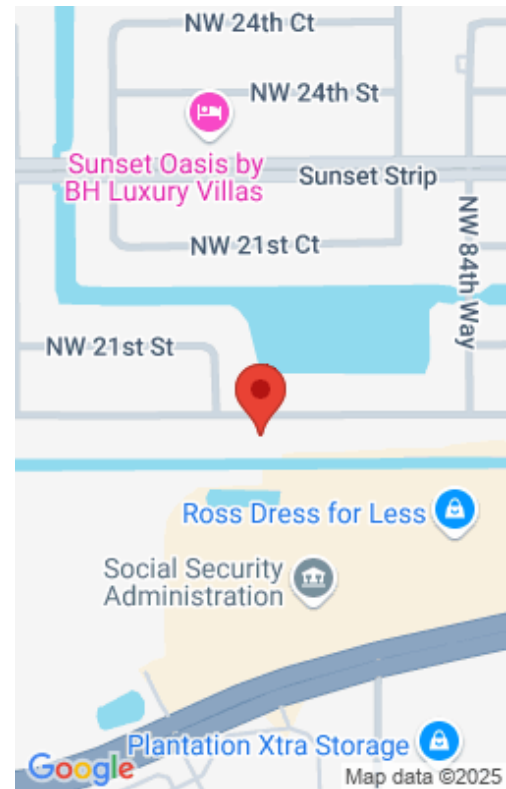 NW 24th Ct
NW 24th St
Sunset Oasis by
BH Luxury Villas
Sunset Strip
NW 21st Ct
NW 84th Way
NW 21st St
Ross Dress for Less
Social Security
Administration
Plantation Xtra Storage
Google
Map data ©2025